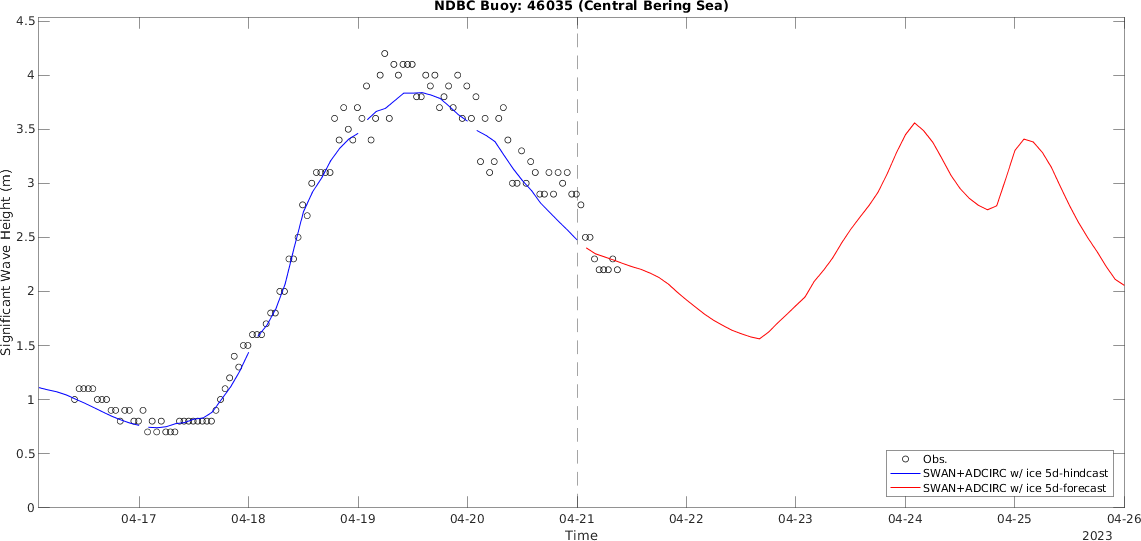 NDBC Buoy: 46035 (Central Bering Sea)
4.5
4
3.5
3
2.5
2
1.5
1
0.5
0
Significant Wave Height (m)
Obs.
SWAN+ADCIRC w/ ice 5d-hindcast
SWAN+ADCIRC w/ ice 5d-forecast
04-17 04-18 04-19 04-20 04-21 04-22 04-23 04-24 04-25 04-26
Time
2023